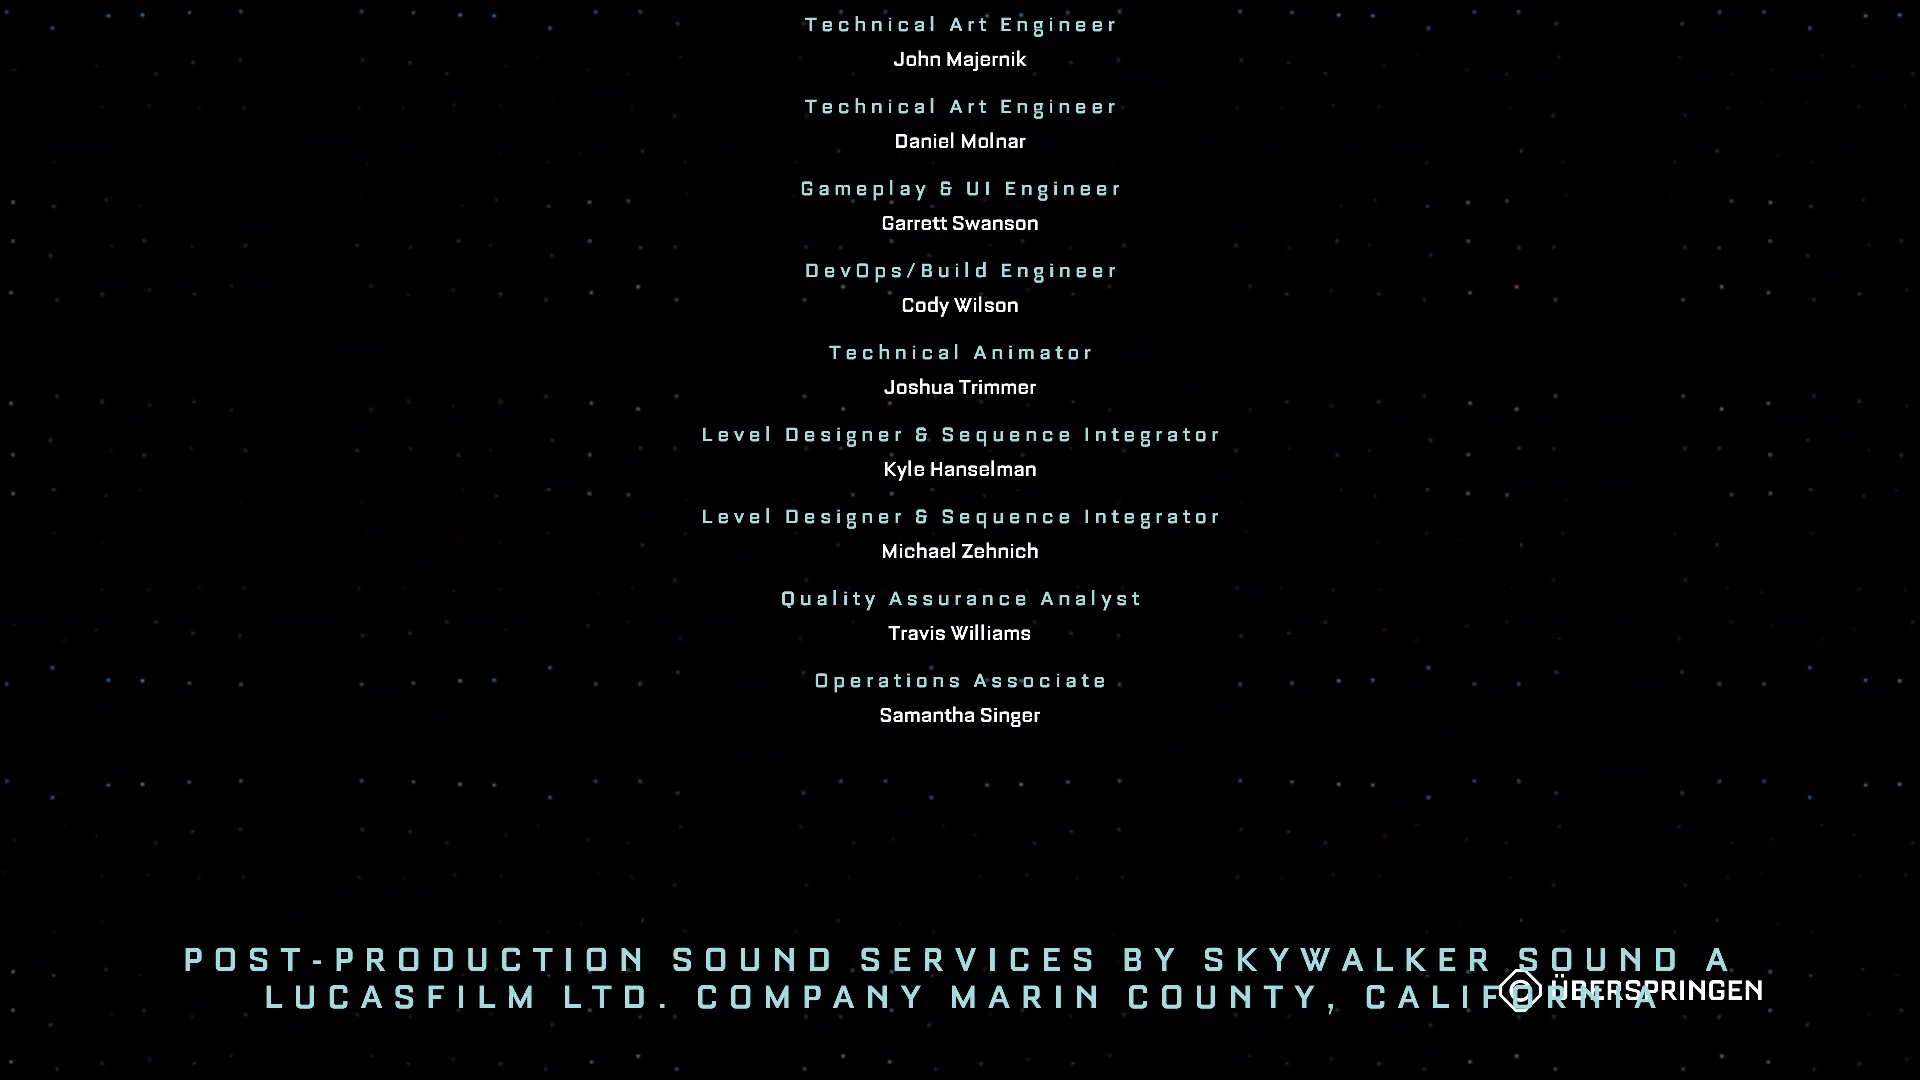 Technical Art Engineer
John Majernik
Technical Art Engineer
Daniel Molnar
Gameplay & UI Engineer
Garrett Swanson
DevOps/Build Engineer
Cody Wilson
Technical Animator
Joshua Trimmer
Level Designer & Sequence Integrator
Kyle Hanselman
Level Designer & Sequence Integrator
Michael Zehnich
Quality Assurance Analyst
Travis Williams
Operations Associate
Samantha Singer
POST-PRODUCTION SOUND SERVICES BY SKYWALKER SOUND A
LUCASFILM LTD. COMPANY MARIN COUNTY, CALIFORNIA
C ÜBERSPRINGEN